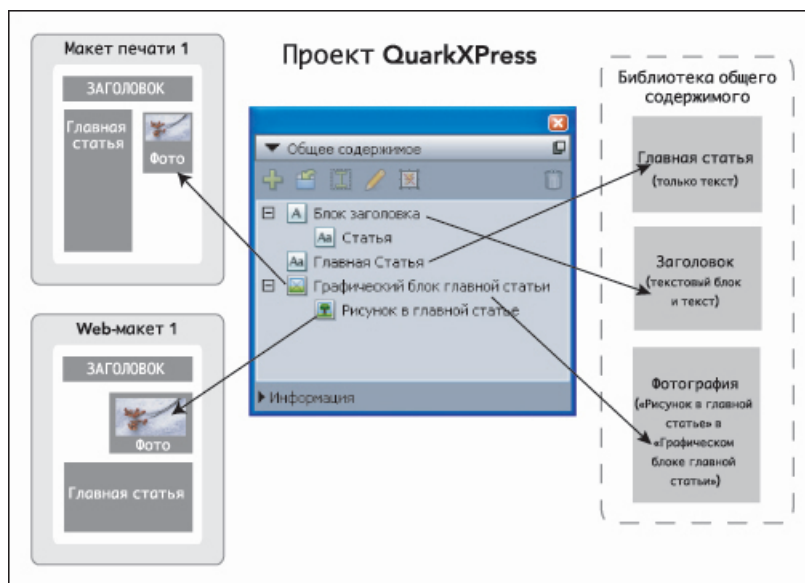 Проект QuarkXPress
Макет печати 1
ЗАГОЛОВОК
Главная
статья
Фото
Web-макет 1
ЗАГОЛОВОК
Фото
Главная статья
Общее содержимое
Блок заголовка
Статья
Главная Статья
Графический блок главной статьи
Рисунок в главной статье
Информация
Библиотека общего
содержимого
Главная статья
(только текст)
Заголовок
(текстовый блок
и текст)
Фотография
(«Рисунок в главной
статье» в
«Графическом
блоке главной
статьи»)